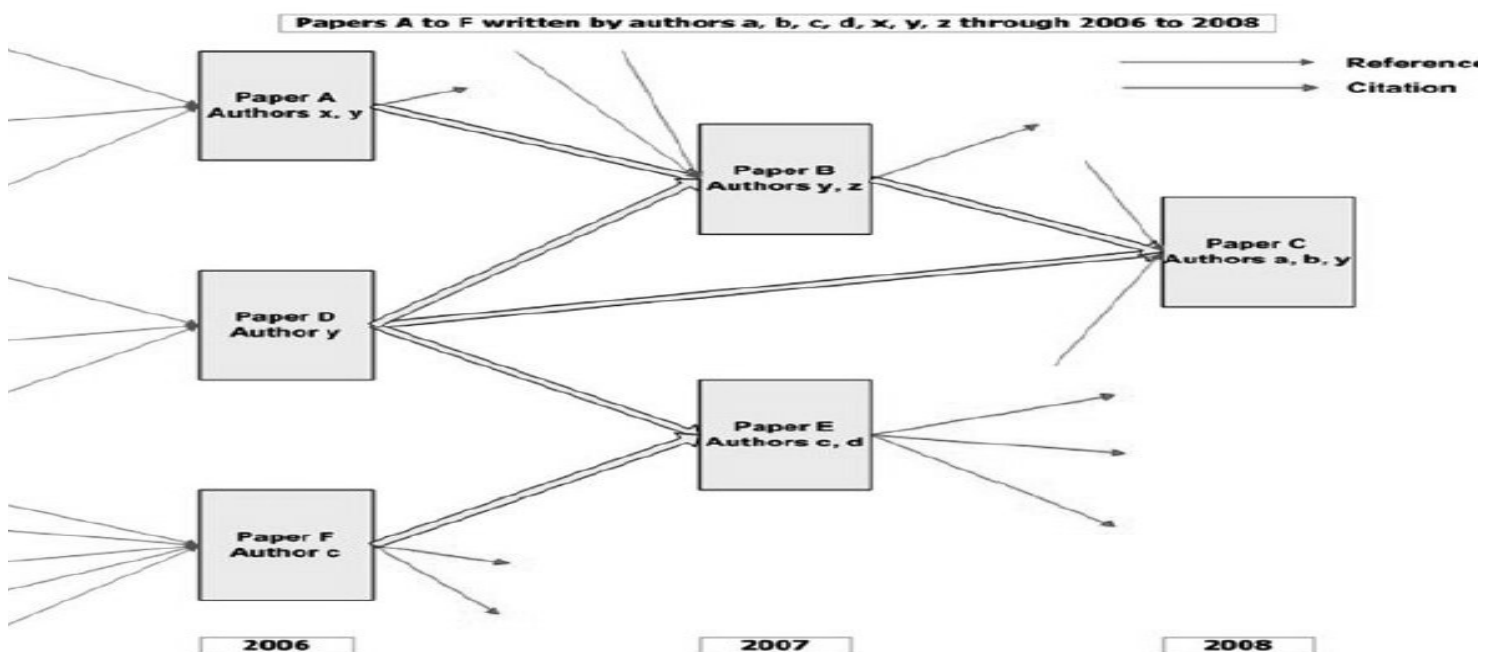 Papers A to F written by authors a, b, c, d, x, y, z through 2006 to 2008
Reference
Citation
Paper A
Authors x, y
Paper B
Authors y, z
Paper C
Authors a, b, y
Paper D
Author y
Paper E
Authors c, d
Paper F
Author c
2006
2007
2008